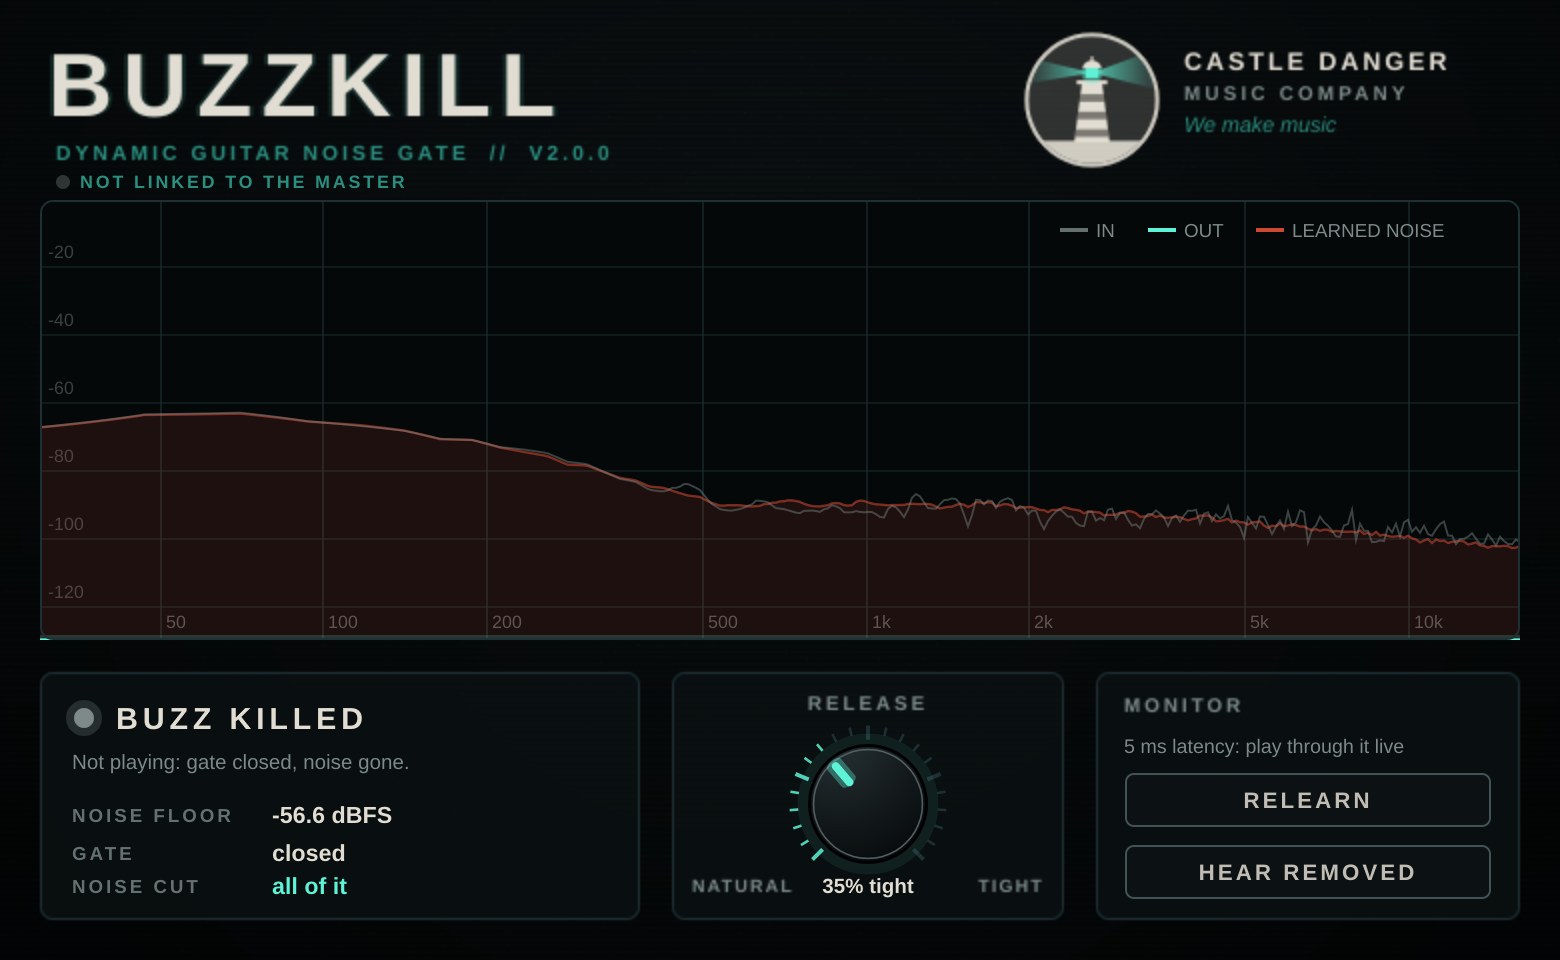 BUZZKILL
DYNAMIC GUITAR NOISE GATE // V2.0.0
NOT LINKED TO THE MASTER
CASTLE DANGER
MUSIC COMPANY
We make music
IN OUT LEARNED NOISE
-20
-40
-60
-80
-100
-120
50 100 200 500 1k 2k 5k 10k
BUZZ KILLED
Not playing: gate closed, noise gone.
NOISE FLOOR -56.6 dBFS
GATE closed
NOISE CUT all of it
RELEASE
NATURAL 35% tight TIGHT
MONITOR
5 ms latency: play through it live
RELEARN
HEAR REMOVED